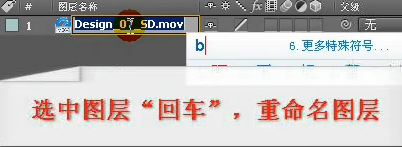 # 图层名称 父级
1 Design_07_SD.mov 无
b 6.更多特殊符号...
选中图层“回车”，重命名图层